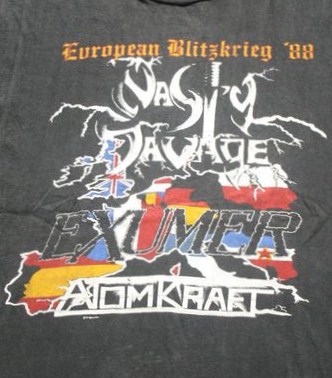 European Blitzkrieg '88
NASTY
SAVAGE
EXUMER
ATOMKRAFT